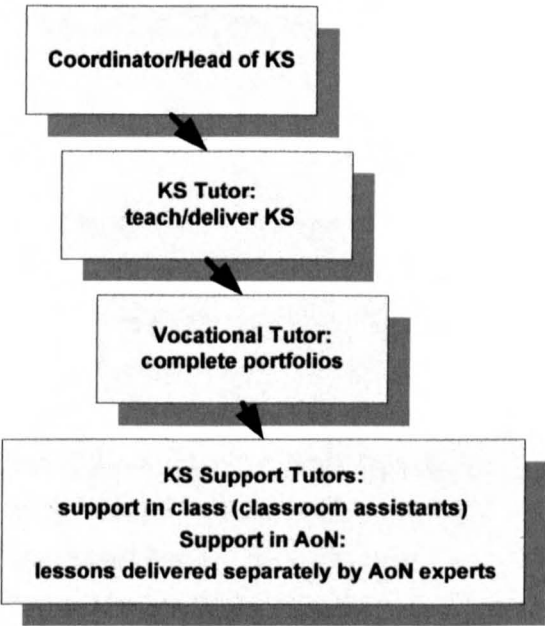 Coordinator/Head of KS
KS Tutor:
teach/deliver KS
Vocational Tutor:
complete portfolios
KS Support Tutors:
support in class (classroom assistants)
Support in AoN:
lessons delivered separately by AoN experts